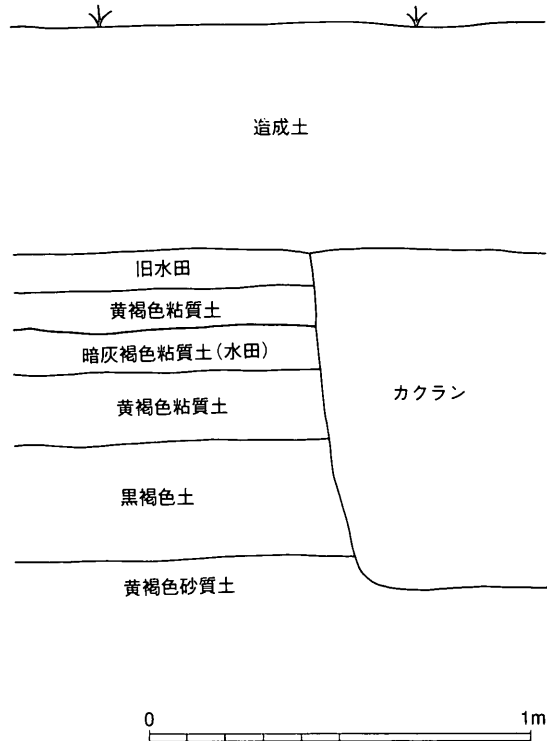 造成土
旧水田
黄褐色粘質土
暗灰褐色粘質土(水田)
黄褐色粘質土
カクラン
黒褐色土
黄褐色砂質土
0 1m